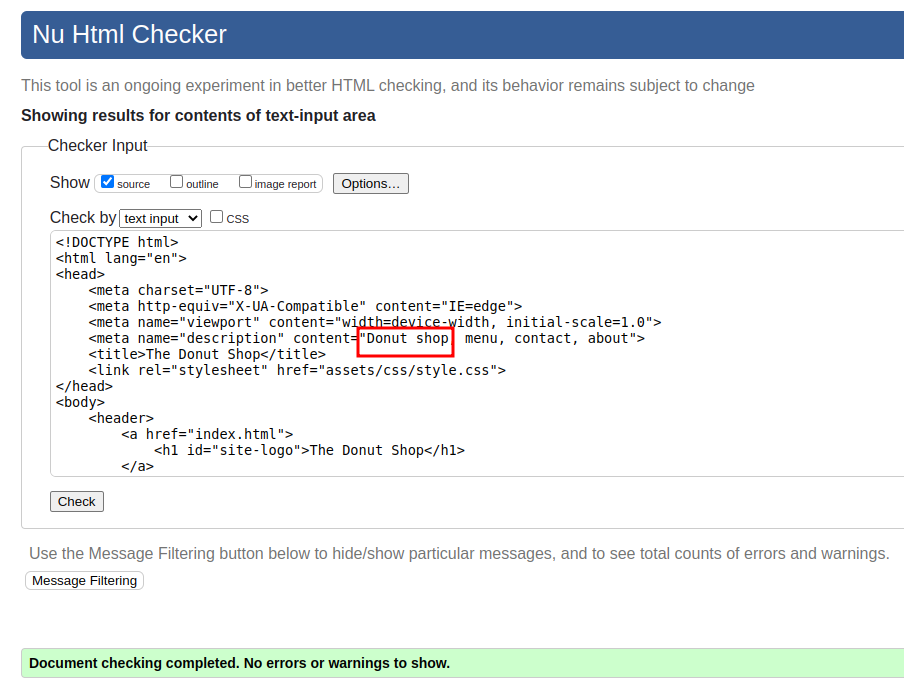 Nu Html Checker
This tool is an ongoing experiment in better HTML checking, and its behavior remains subject to change
Showing results for contents of text-input area
Checker Input
Show source outline image report Options...
Check by text input CSS
<!DOCTYPE html>
<html lang="en">
<head>
    <meta charset="UTF-8">
    <meta http-equiv="X-UA-Compatible" content="IE=edge">
    <meta name="viewport" content="width=device-width, initial-scale=1.0">
    <meta name="description" content="Donut shop, menu, contact, about">
    <title>The Donut Shop</title>
    <link rel="stylesheet" href="assets/css/style.css">
</head>
<body>
    <header>
        <a href="index.html">
            <h1 id="site-logo">The Donut Shop</h1>
        </a>
Check
Use the Message Filtering button below to hide/show particular messages, and to see total counts of errors and warnings.
Message Filtering
Document checking completed. No errors or warnings to show.